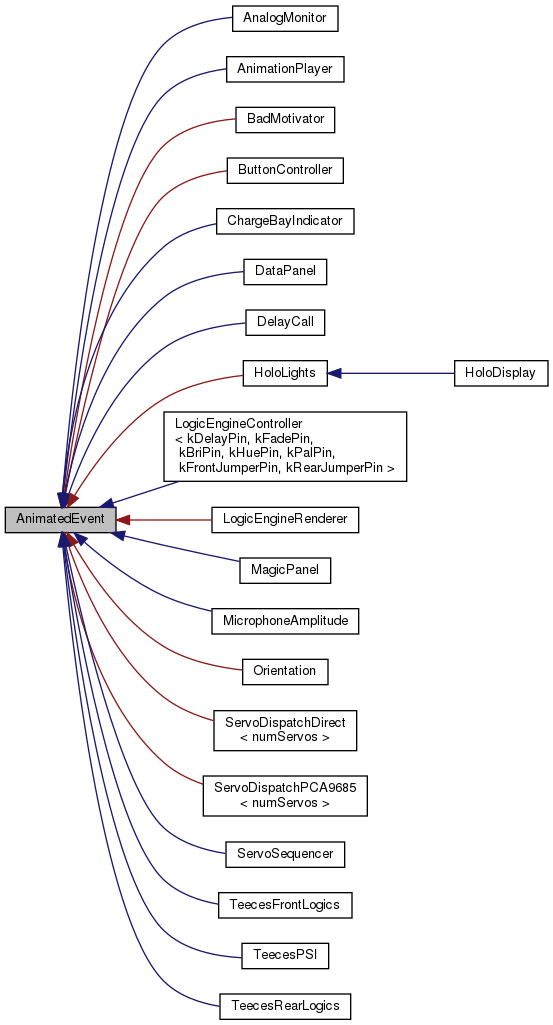 AnalogMonitor
AnimationPlayer
BadMotivator
ButtonController
ChargeBayIndicator
DataPanel
DelayCall
HoloLights
HoloDisplay
LogicEngineController
< kDelayPin, kFadePin,
kBriPin, kHuePin, kPalPin,
kFrontJumperPin, kRearJumperPin >
AnimatedEvent
LogicEngineRenderer
MagicPanel
MicrophoneAmplitude
Orientation
ServoDispatchDirect
< numServos >
ServoDispatchPCA9685
< numServos >
ServoSequencer
TeecesFrontLogics
TeecesPSI
TeecesRearLogics